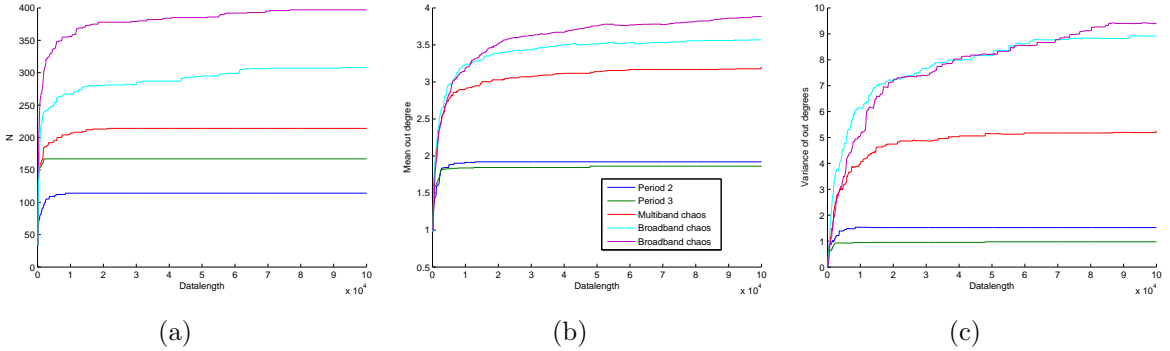 400
350
300
250
200
150
100
50
0
N
0 1 2 3 4 5 6 7 8 9 10
Datalength
x 10^4
(a)
4
3.5
3
2.5
2
1.5
1
0.5
Mean out degree
Period 2
Period 3
Multiband chaos
Broadband chaos
Broadband chaos
0 1 2 3 4 5 6 7 8 9 10
Datalength
x 10^4
(b)
10
9
8
7
6
5
4
3
2
1
0
Variance of out degrees
0 1 2 3 4 5 6 7 8 9 10
Datalength
x 10^4
(c)